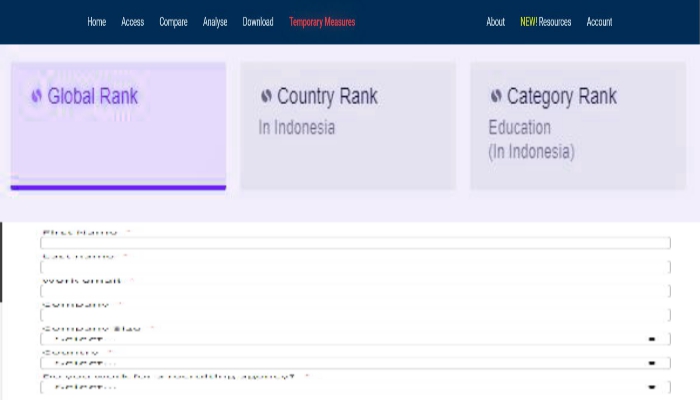 Home Access Compare Analyse Download Temporary Measures About NEW! Resources Account
Global Rank
Country Rank
In Indonesia
Category Rank
Education
(In Indonesia)
First Name *
Last name *
Work email *
Company *
Company Size *
Select...
Country *
Select...
Do you work for a recruiting agency? *
Select...